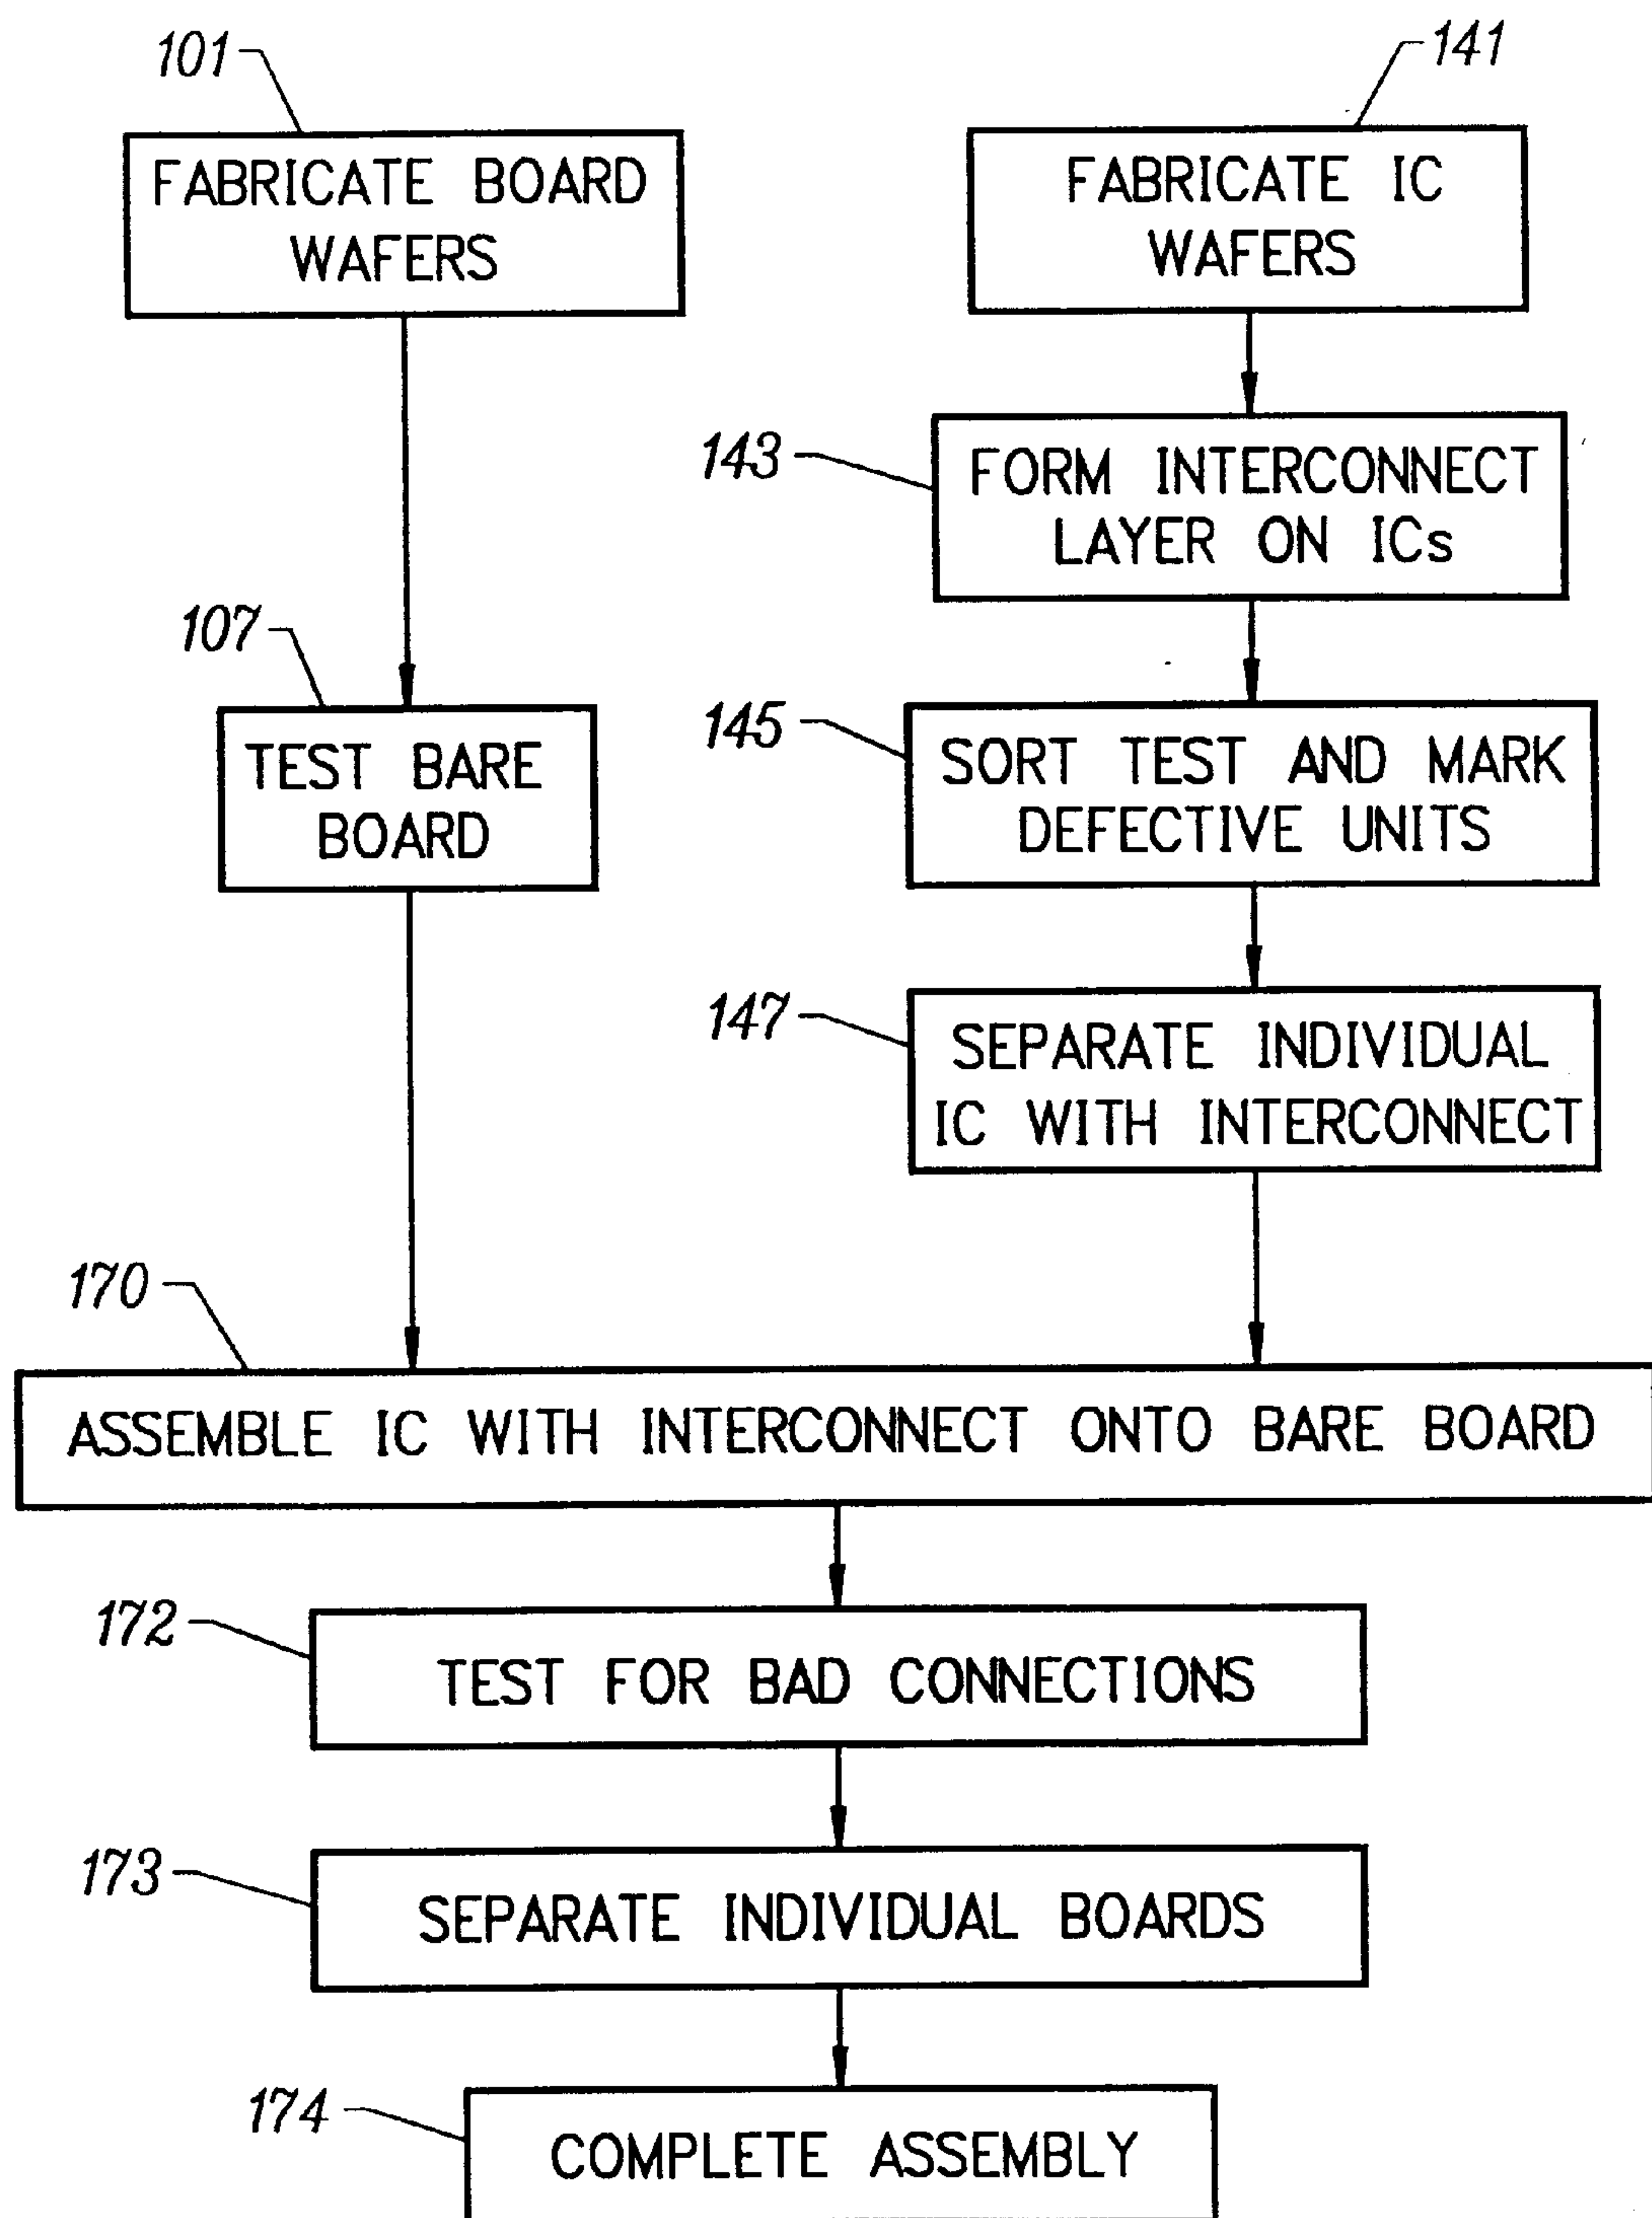 101
FABRICATE BOARD
WAFERS
141
FABRICATE IC
WAFERS
143
FORM INTERCONNECT
LAYER ON ICs
107
TEST BARE
BOARD
145
SORT TEST AND MARK
DEFECTIVE UNITS
147
SEPARATE INDIVIDUAL
IC WITH INTERCONNECT
170
ASSEMBLE IC WITH INTERCONNECT ONTO BARE BOARD
172
TEST FOR BAD CONNECTIONS
173
SEPARATE INDIVIDUAL BOARDS
174
COMPLETE ASSEMBLY